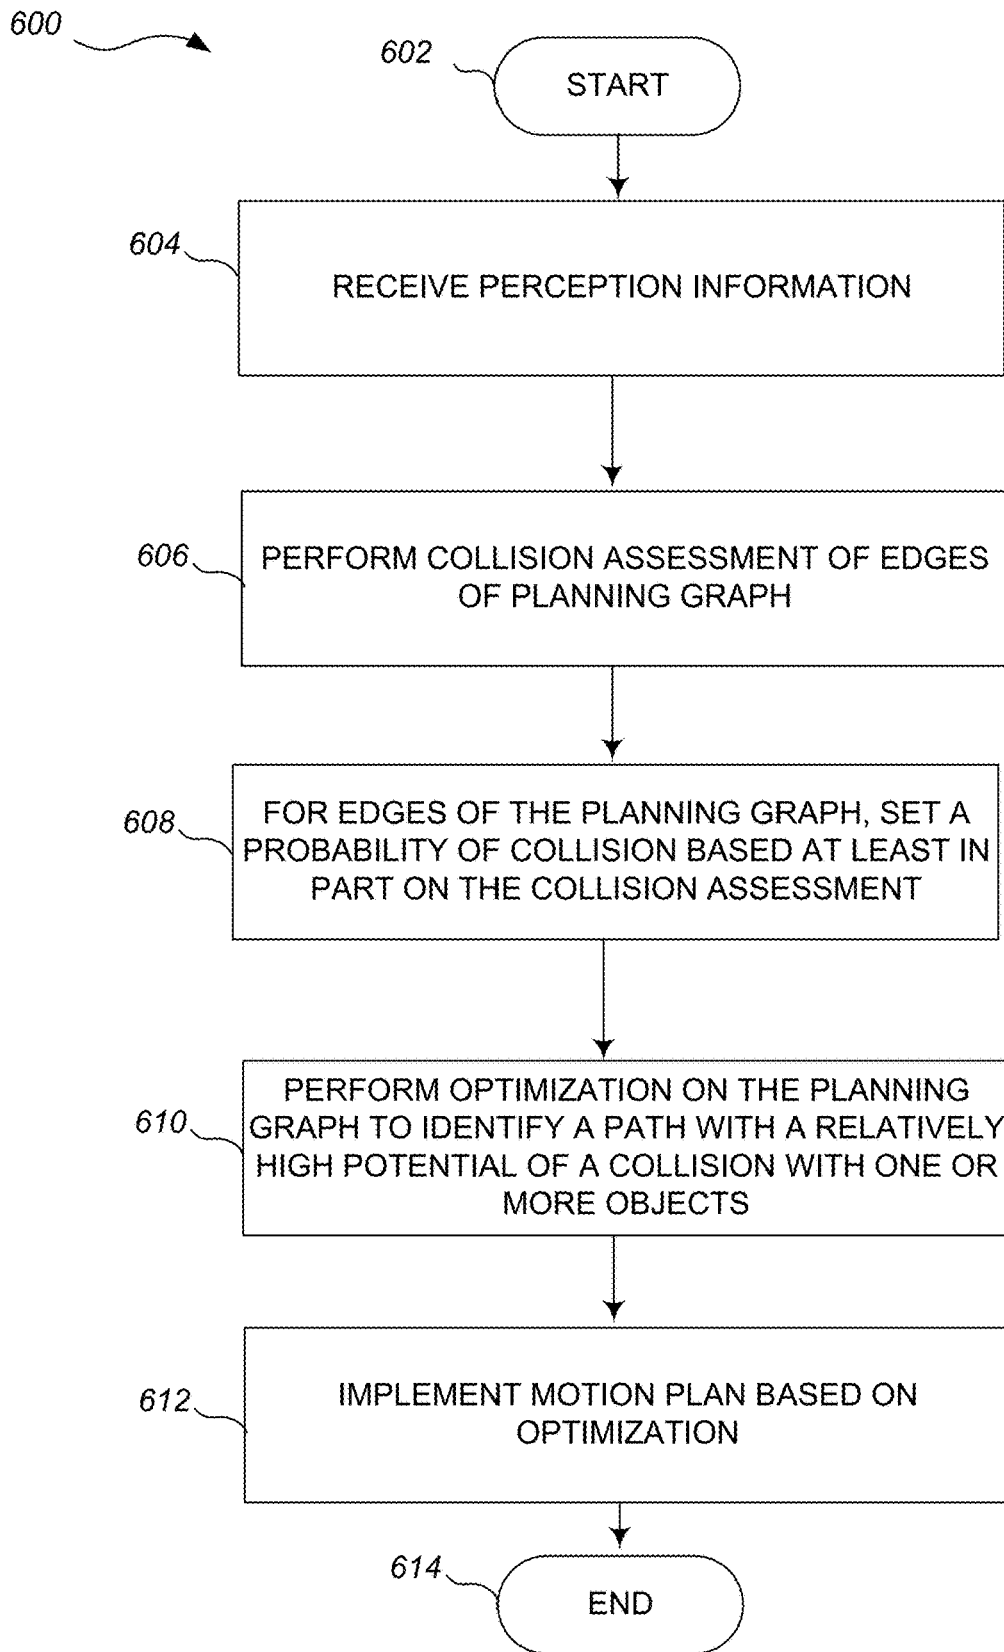 600
602
START
604
RECEIVE PERCEPTION INFORMATION
606
PERFORM COLLISION ASSESSMENT OF EDGES
OF PLANNING GRAPH
608
FOR EDGES OF THE PLANNING GRAPH, SET A
PROBABILITY OF COLLISION BASED AT LEAST IN
PART ON THE COLLISION ASSESSMENT
610
PERFORM OPTIMIZATION ON THE PLANNING
GRAPH TO IDENTIFY A PATH WITH A RELATIVELY
HIGH POTENTIAL OF A COLLISION WITH ONE OR
MORE OBJECTS
612
IMPLEMENT MOTION PLAN BASED ON
OPTIMIZATION
614
END